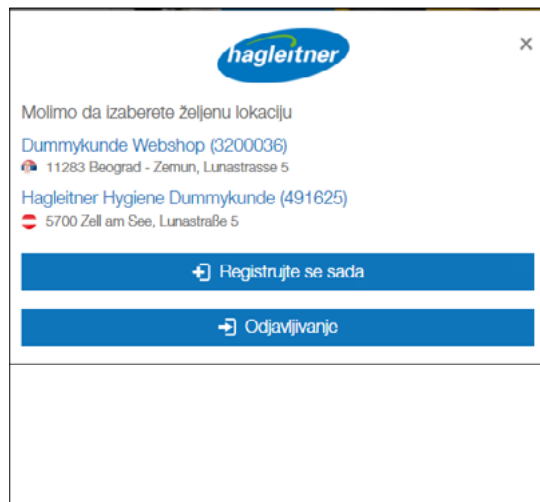 hagleitner
×
Molimo da izaberete željenu lokaciju
Dummykunde Webshop (3200036)
11283 Beograd - Zemun, Lunastrasse 5
Hagleitner Hygiene Dummykunde (491625)
5700 Zell am See, Lunastraße 5
Registrujte se sada
Odjavljivanje